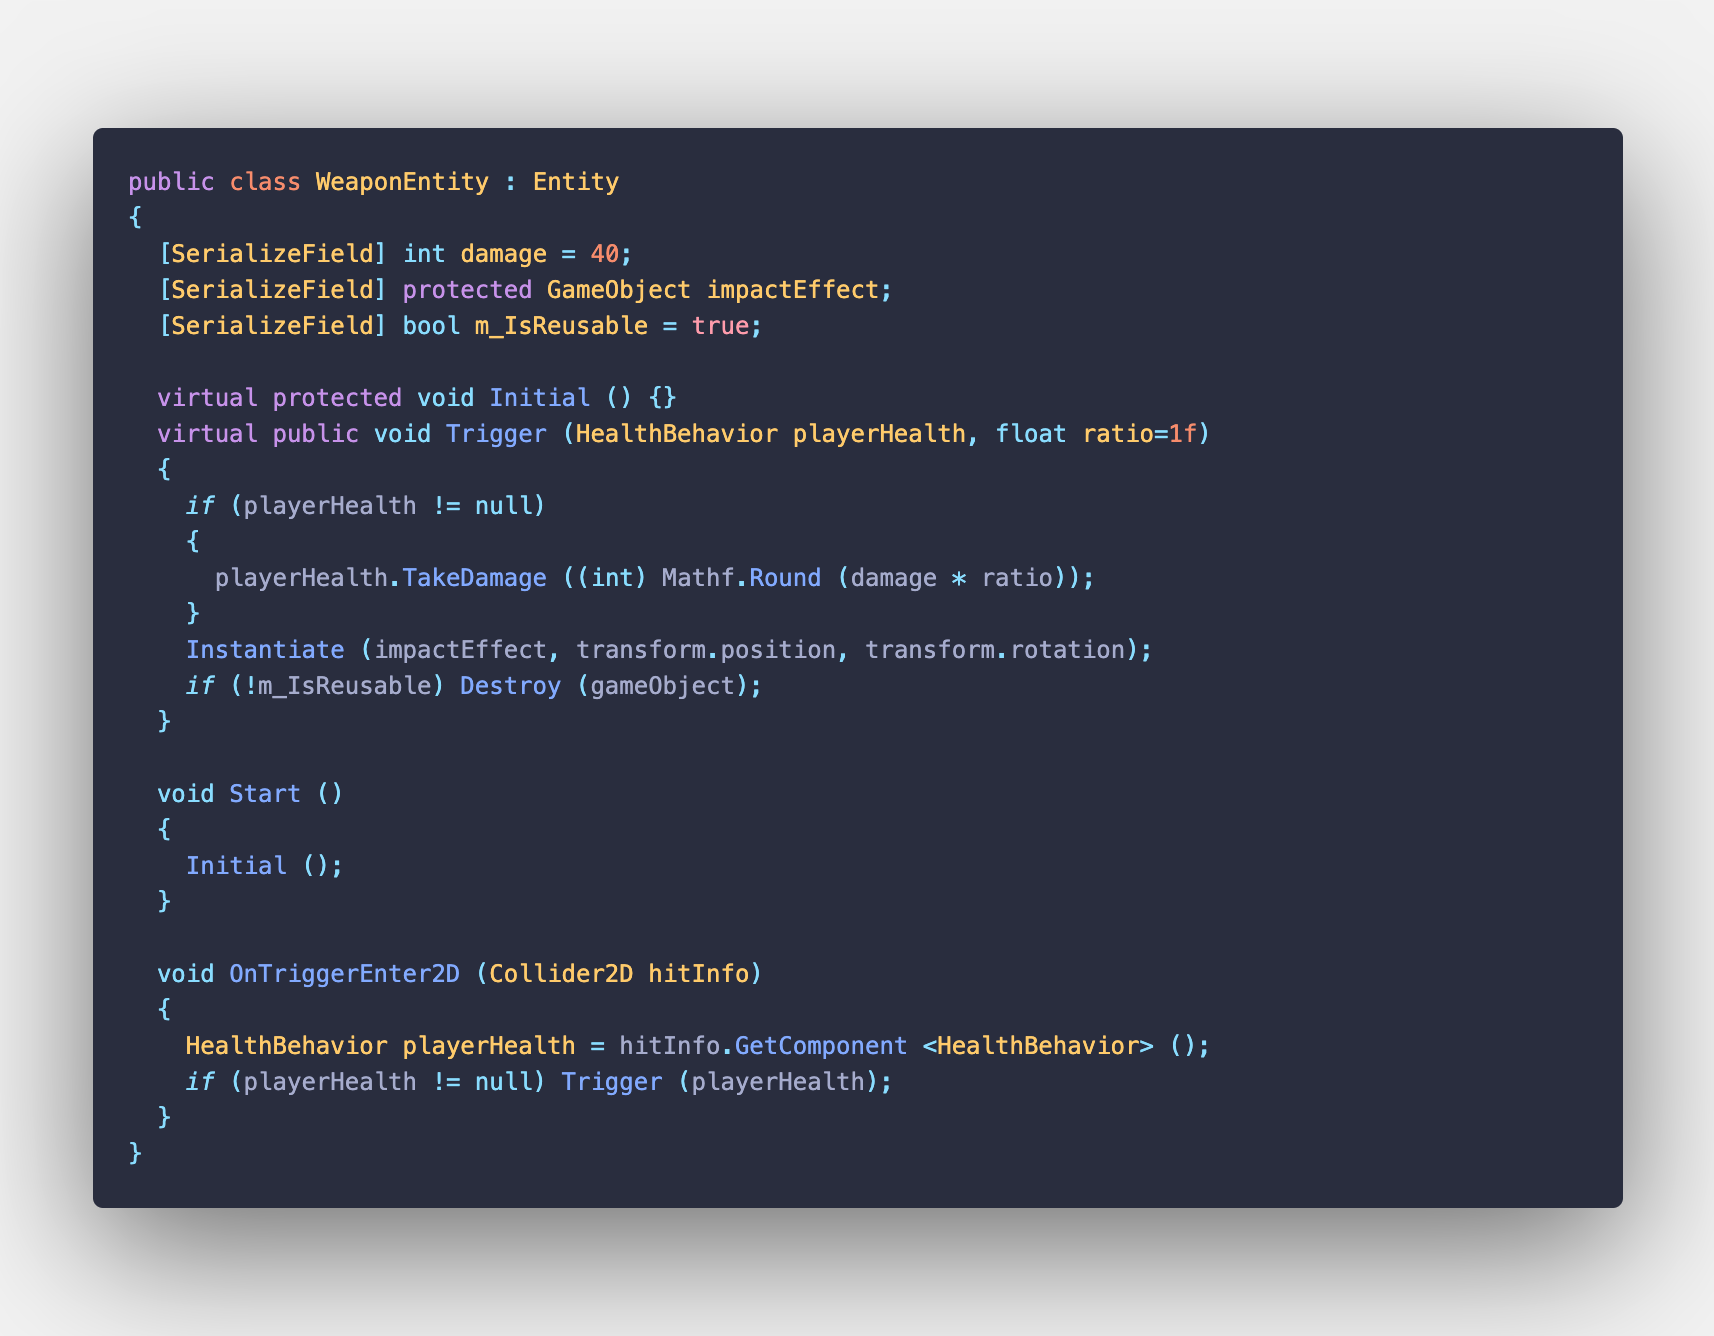 public class WeaponEntity : Entity
{
  [SerializeField] int damage = 40;
  [SerializeField] protected GameObject impactEffect;
  [SerializeField] bool m_IsReusable = true;

  virtual protected void Initial () {}
  virtual public void Trigger (HealthBehavior playerHealth, float ratio=1f)
  {
    if (playerHealth != null)
    {
      playerHealth.TakeDamage ((int) Mathf.Round (damage * ratio));
    }
    Instantiate (impactEffect, transform.position, transform.rotation);
    if (!m_IsReusable) Destroy (gameObject);
  }

  void Start ()
  {
    Initial ();
  }

  void OnTriggerEnter2D (Collider2D hitInfo)
  {
    HealthBehavior playerHealth = hitInfo.GetComponent <HealthBehavior> ();
    if (playerHealth != null) Trigger (playerHealth);
  }
}